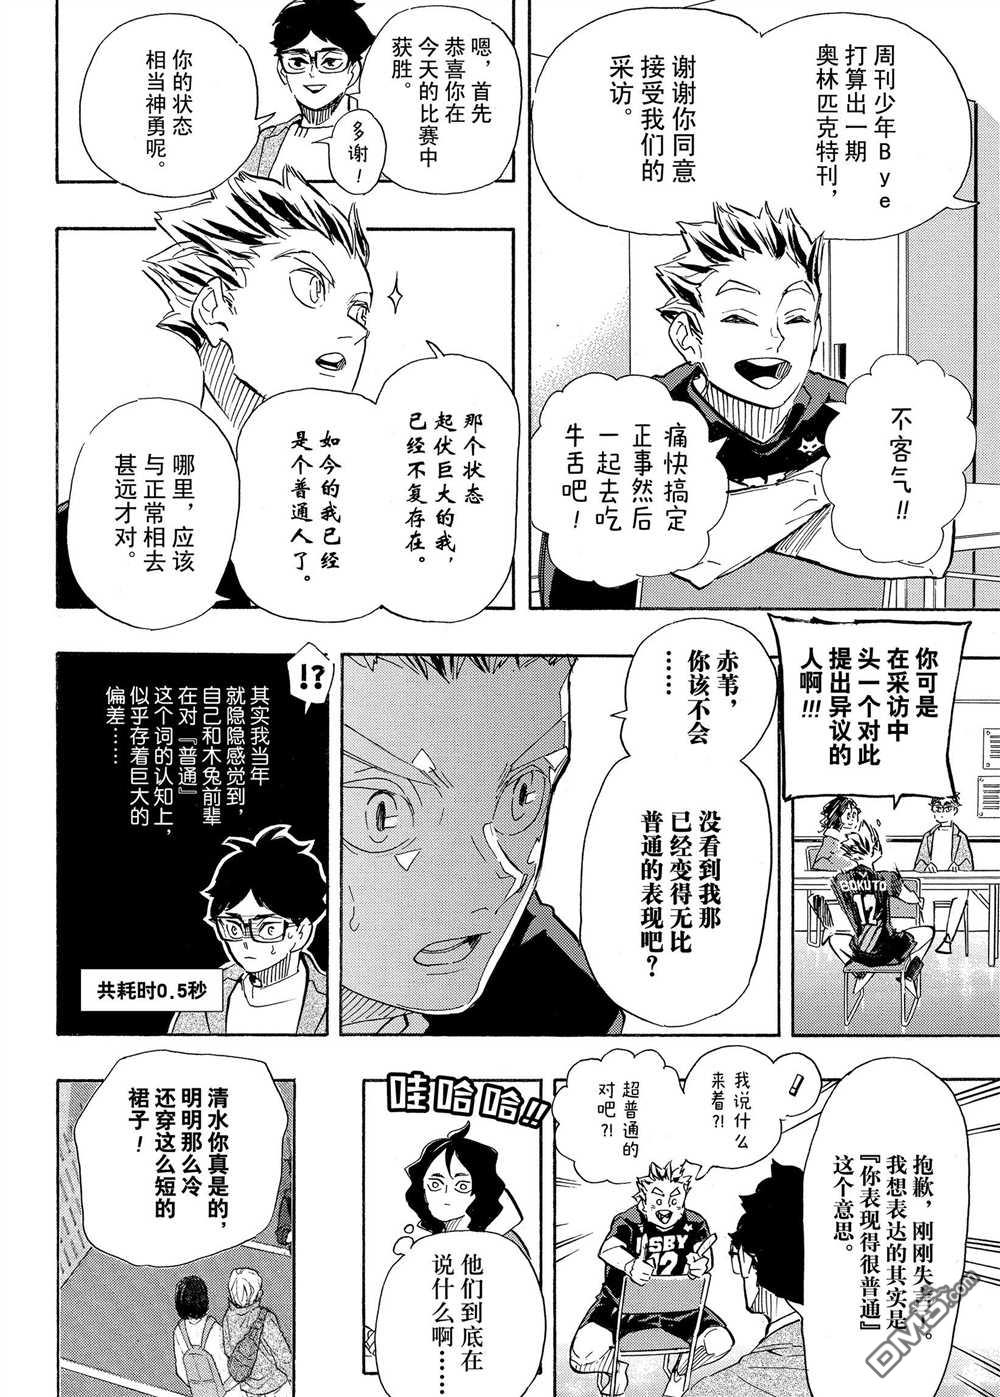 周刊少年Bye
打算出一期
奥林匹克特刊，
谢谢你同意
接受我们的
采访。
不客气!!
痛快搞定
正事然后
一起去吃
牛舌吧！
嗯，首先
恭喜你在
今天的比赛中
获胜。
多谢！
你的状态
相当神勇呢。
那个状态
起伏巨大的我，
已经不复存在。
如今的我已经
是个普通人了。
哪里，应该
与正常相去
甚远才对。
你可是
在采访中
头一个对此
提出异议的
人啊!!!
BOKUTO
12
赤苇，
你该不会
……
没看到我那
已经变得无比
普通的表现吧？
!?
其实我当年
就隐隐感觉到，
自己和木兔前辈
在对『普通』
这个词的认知上，
似乎存着巨大的
偏差……
共耗时0.5秒
抱歉，刚刚失言了。
我想表达的其实是
『你表现得很普通』
这个意思。
！
我说什么
来着?!
超普通的
对吧?!
SBY
12
哇哈哈!!
他们到底在
说什么啊……
清水你真是的，
明明那么冷
还穿这么短的
裙子！
DM5.COM